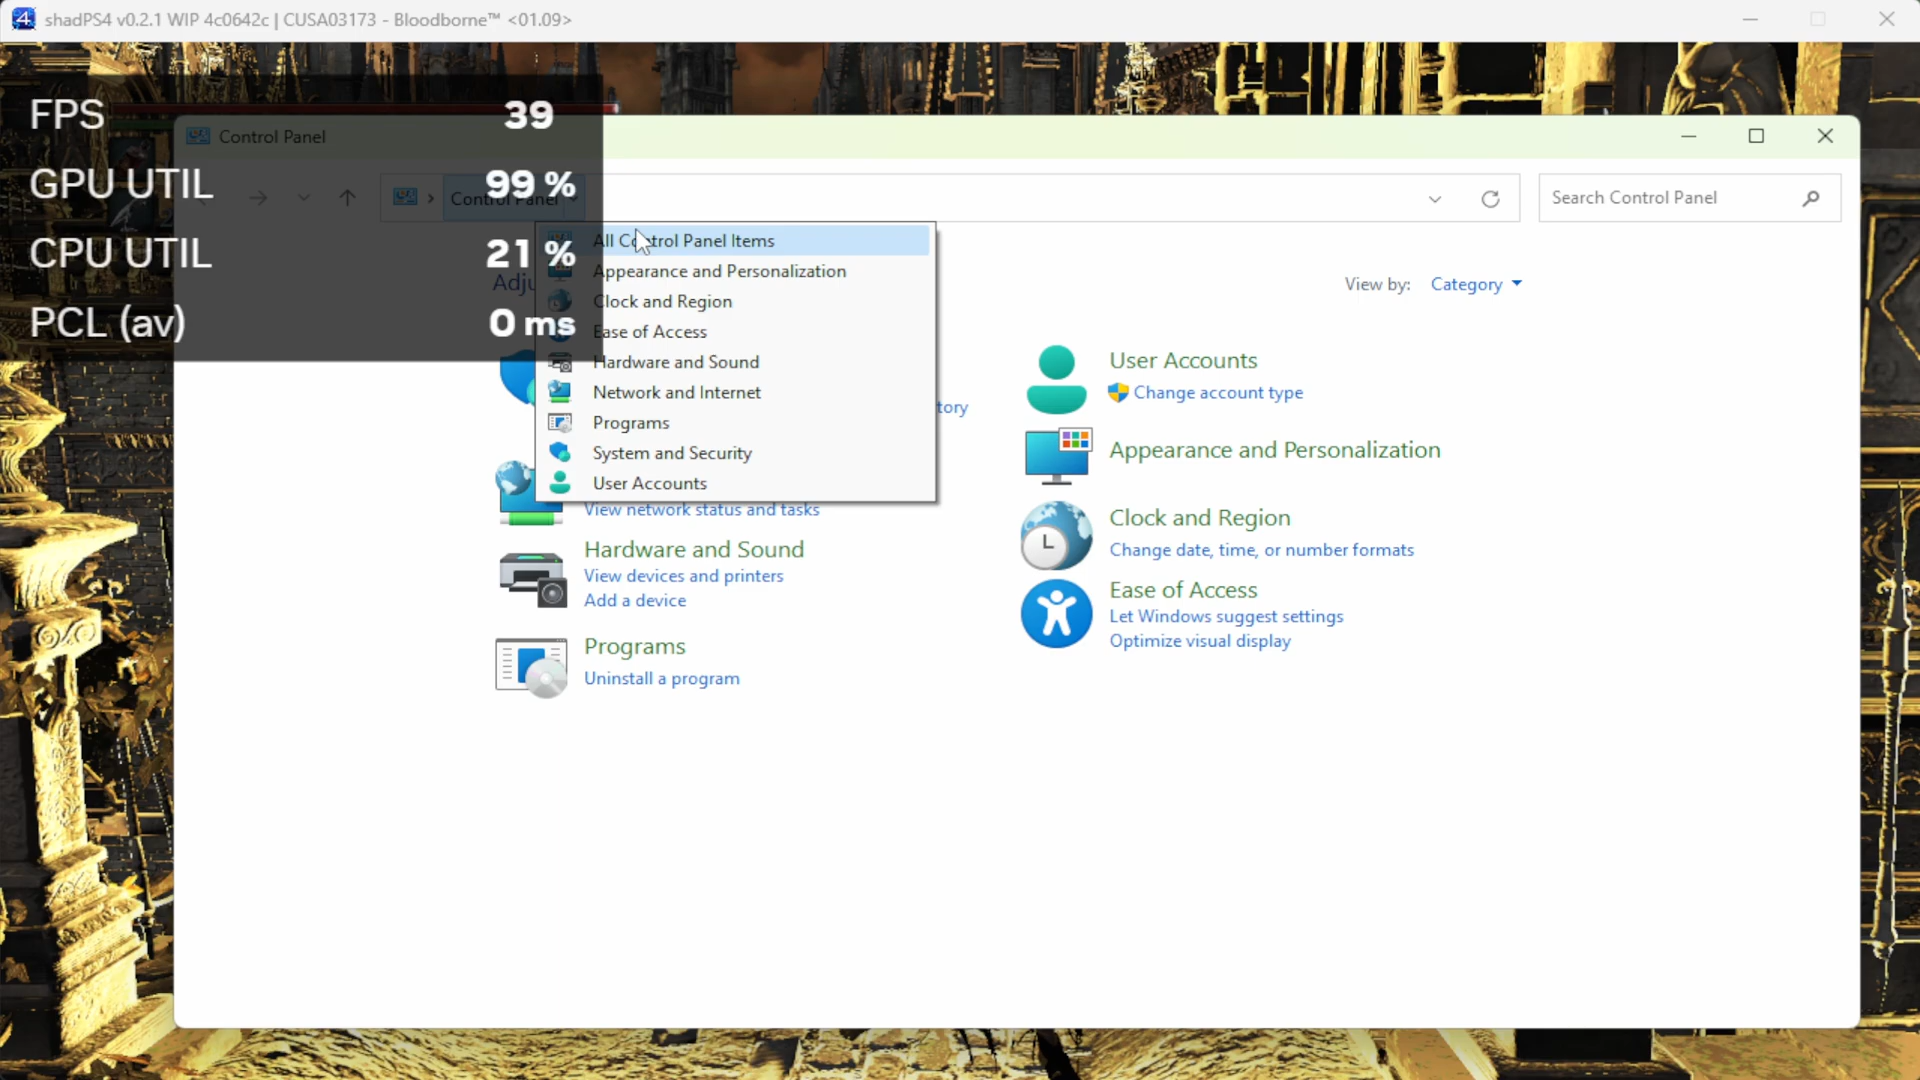 shadPS4 v0.2.1 WIP 4c0642c | CUSA03173 - Bloodborne™ <01.09>
FPS 39
GPU UTIL 99 %
CPU UTIL 21 %
PCL (av) 0 ms
Control Panel
Control Panel
Search Control Panel
All Control Panel Items
Appearance and Personalization
Clock and Region
Ease of Access
Hardware and Sound
Network and Internet
Programs
System and Security
User Accounts
Adju
View by: Category
tory
View network status and tasks
Hardware and Sound
View devices and printers
Add a device
Programs
Uninstall a program
User Accounts
Change account type
Appearance and Personalization
Clock and Region
Change date, time, or number formats
Ease of Access
Let Windows suggest settings
Optimize visual display